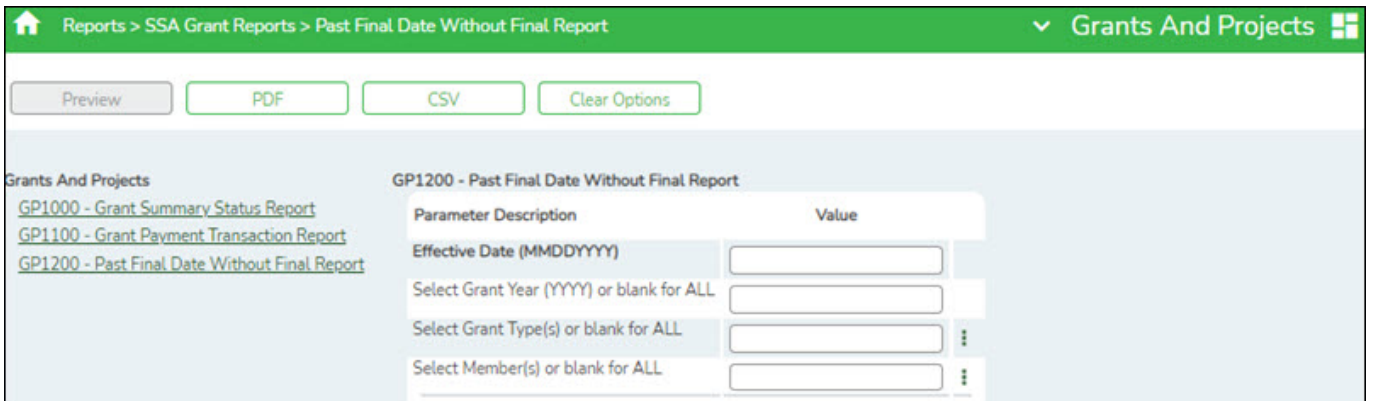 Reports > SSA Grant Reports > Past Final Date Without Final Report
Grants And Projects
Preview
PDF
CSV
Clear Options
Grants And Projects
GP1000 - Grant Summary Status Report
GP1100 - Grant Payment Transaction Report
GP1200 - Past Final Date Without Final Report
GP1200 - Past Final Date Without Final Report
Parameter Description Value
Effective Date (MMDDYYYY)
Select Grant Year (YYYY) or blank for ALL
Select Grant Type(s) or blank for ALL
Select Member(s) or blank for ALL